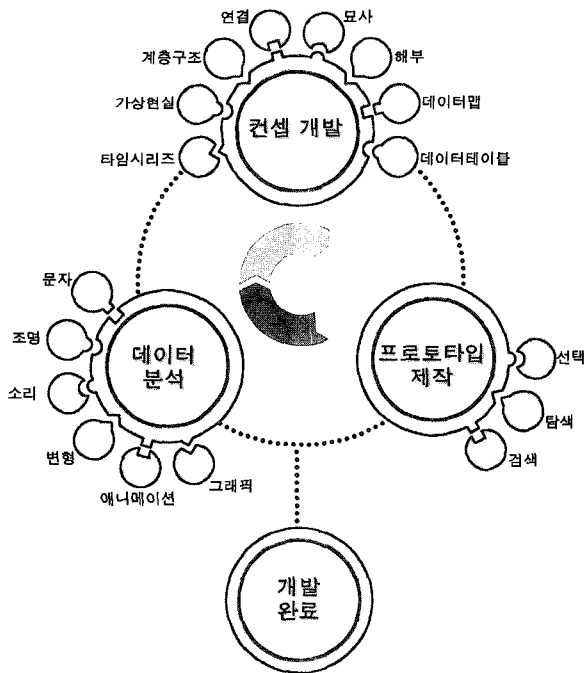 연결
묘사
계층구조
해부
가상현실
데이터맵
타임시리즈
데이터테이블
컨셉 개발
문자
조명
소리
변형
애니메이션
그래픽
데이터
분석
프로토타입
제작
선택
탐색
검색
개발
완료